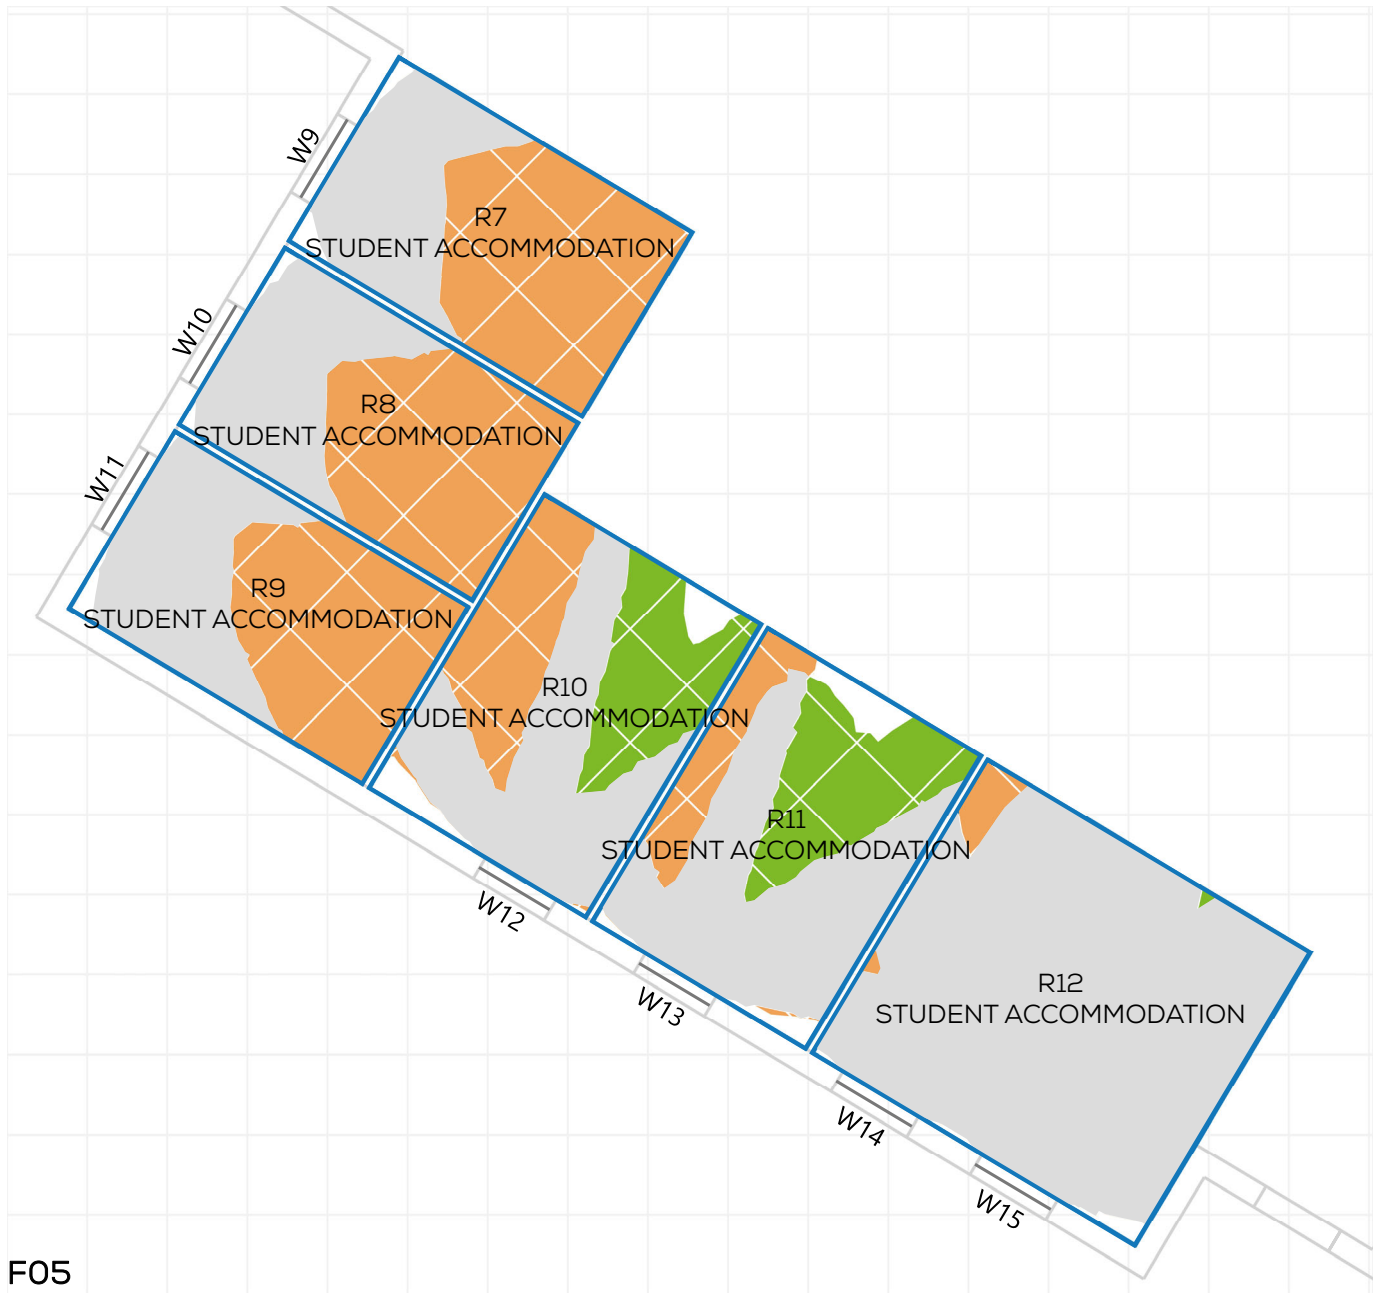 W9
R7
STUDENT ACCOMMODATION
W10
R8
STUDENT ACCOMMODATION
W11
R9
STUDENT ACCOMMODATION
R10
STUDENT ACCOMMODATION
R11
STUDENT ACCOMMODATION
W12
R12
STUDENT ACCOMMODATION
W13
W14
W15
F05